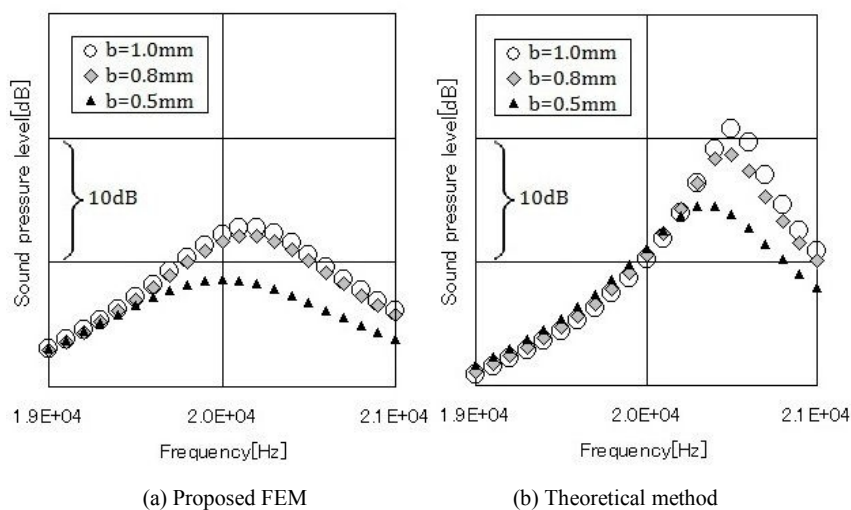 b=1.0mm
b=0.8mm
b=0.5mm
10dB
Sound pressure level[dB]
1.9E+04
2.0E+04
2.1E+04
Frequency[Hz]
(a) Proposed FEM
b=1.0mm
b=0.8mm
b=0.5mm
10dB
Sound pressure level[dB]
1.9E+04
2.0E+04
2.1E+04
Frequency[Hz]
(b) Theoretical method